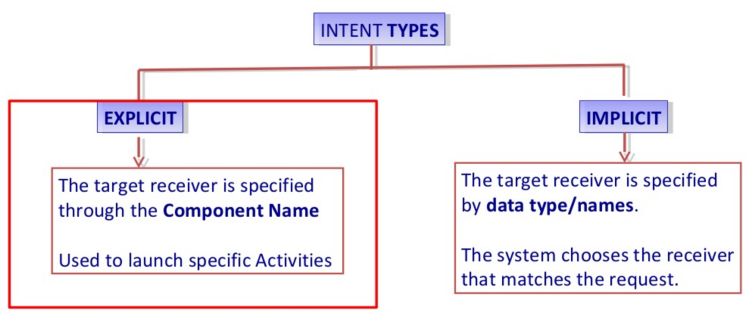 INTENT TYPES
EXPLICIT
IMPLICIT
The target receiver is specified
through the Component Name
Used to launch specific Activities
The target receiver is specified
by data type/names.
The system chooses the receiver
that matches the request.